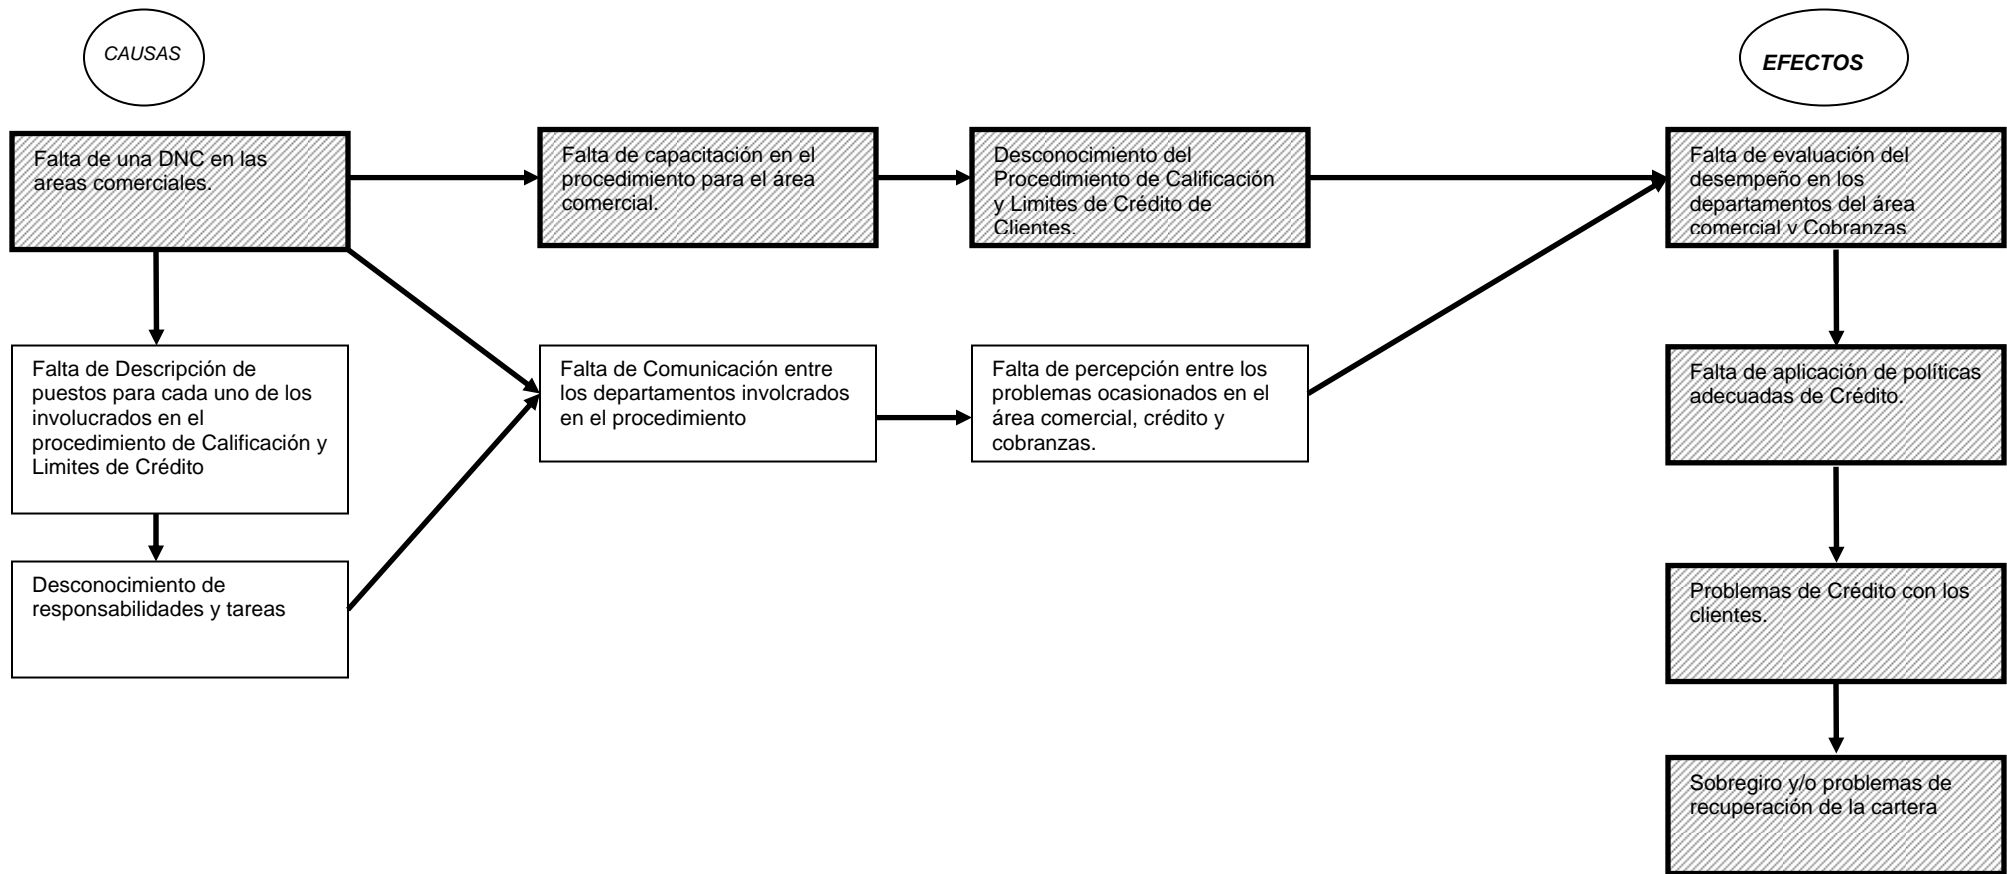 CAUSAS
EFECTOS
Falta de una DNC en las
areas comerciales.
Falta de capacitación en el
procedimiento para el área
comercial.
Desconocimiento del
Procedimiento de Calificación
y Limites de Crédito de
Clientes.
Falta de evaluación del
desempeño en los
departamentos del área
comercial y Cobranzas
Falta de Descripción de
puestos para cada uno de los
involucrados en el
procedimiento de Calificación y
Limites de Crédito
Falta de Comunicación entre
los departamentos involcrados
en el procedimiento
Falta de percepción entre los
problemas ocasionados en el
área comercial, crédito y
cobranzas.
Falta de aplicación de políticas
adecuadas de Crédito.
Desconocimiento de
responsabilidades y tareas
Problemas de Crédito con los
clientes.
Sobregiro y/o problemas de
recuperación de la cartera